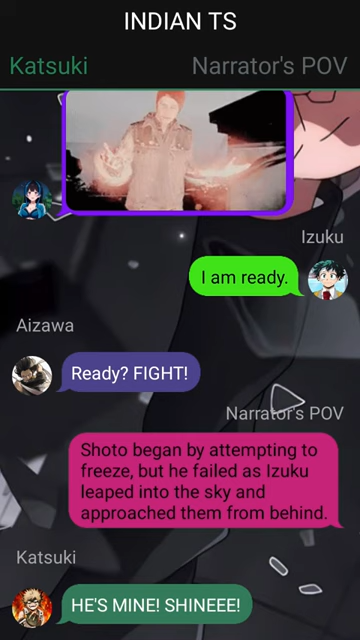 INDIAN TS
Katsuki
Narrator's POV
Izuku
I am ready.
Aizawa
Ready? FIGHT!
Narrator's POV
Shoto began by attempting to
freeze, but he failed as Izuku
leaped into the sky and
approached them from behind.
Katsuki
HE'S MINE! SHINEEE!